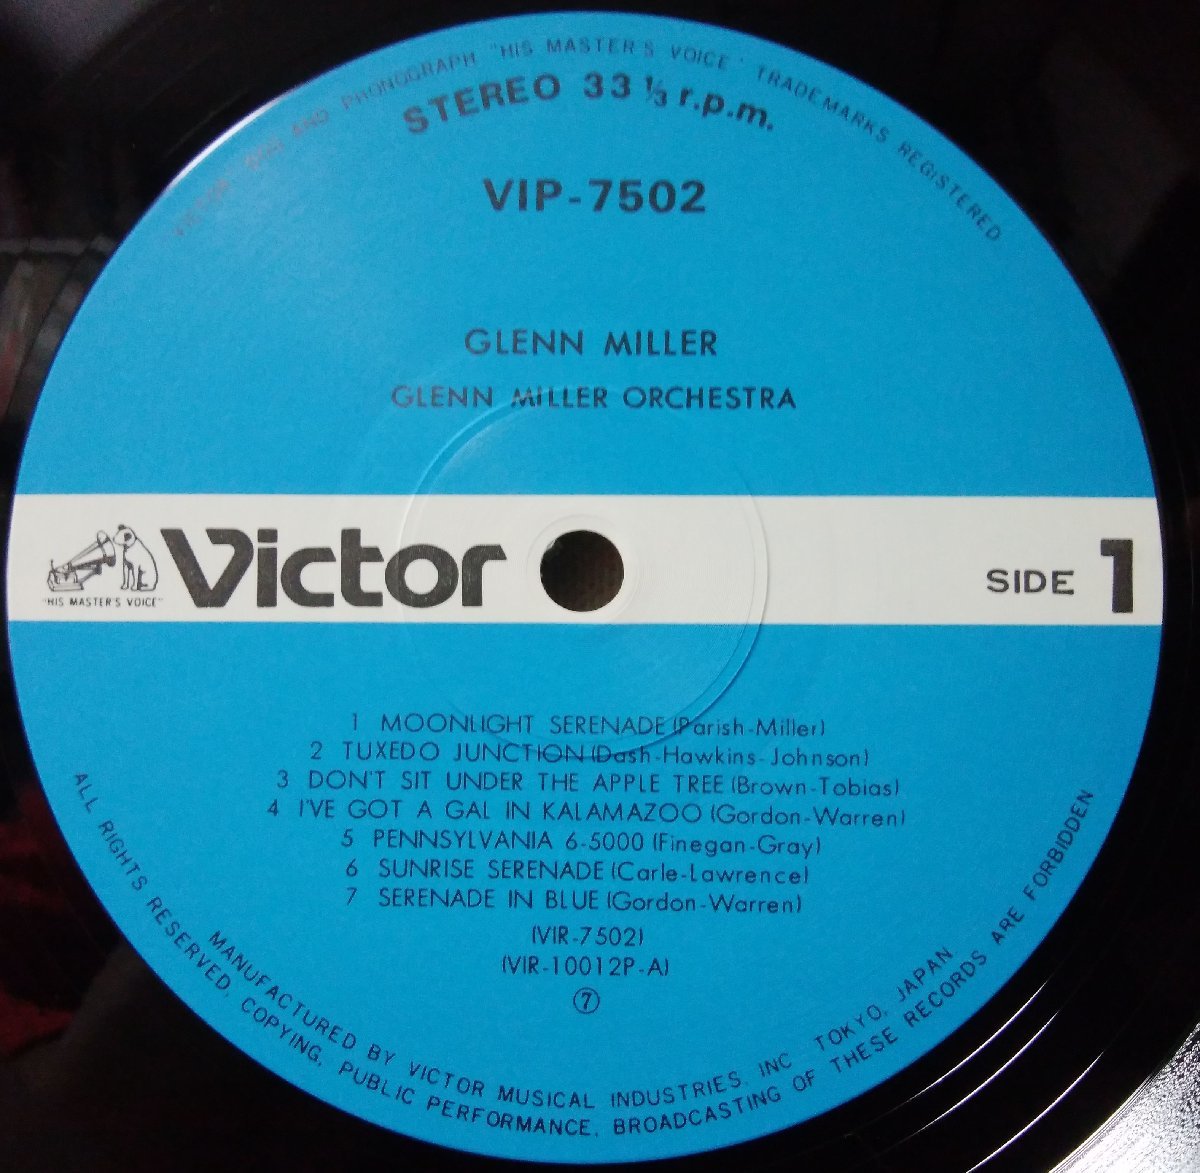 "VICTOR", DOG AND PHONOGRAPH "HIS MASTER'S VOICE" TRADEMARKS REGISTERED
STEREO 33 ⅓ r.p.m.
VIP-7502
GLENN MILLER
GLENN MILLER ORCHESTRA
"HIS MASTER'S VOICE"
Victor
SIDE 1
1 MOONLIGHT SERENADE (Parish-Miller)
2 TUXEDO JUNCTION (Dash-Hawkins-Johnson)
3 DON'T SIT UNDER THE APPLE TREE (Brown-Tobias)
4 I'VE GOT A GAL IN KALAMAZOO (Gordon-Warren)
5 PENNSYLVANIA 6-5000 (Finegan-Gray)
6 SUNRISE SERENADE (Carle-Lawrence)
7 SERENADE IN BLUE (Gordon-Warren)
(VIR-7502)
(VIR-10012P-A)
⑦
MANUFACTURED BY VICTOR MUSICAL INDUSTRIES, INC. TOKYO, JAPAN
ALL RIGHTS RESERVED, COPYING, PUBLIC PERFORMANCE, BROADCASTING OF THESE RECORDS ARE FORBIDDEN